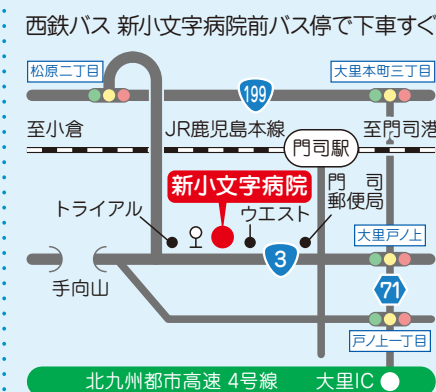 西鉄バス 新小文字病院前バス停で下車すぐ
松原二丁目
大里本町三丁目
199
至小倉
JR鹿児島本線
至門司港
門司駅
新小文字病院
門司
郵便局
トライアル
ウエスト
大里戸ノ上
3
手向山
71
戸ノ上一丁目
北九州都市高速 4号線
大里IC